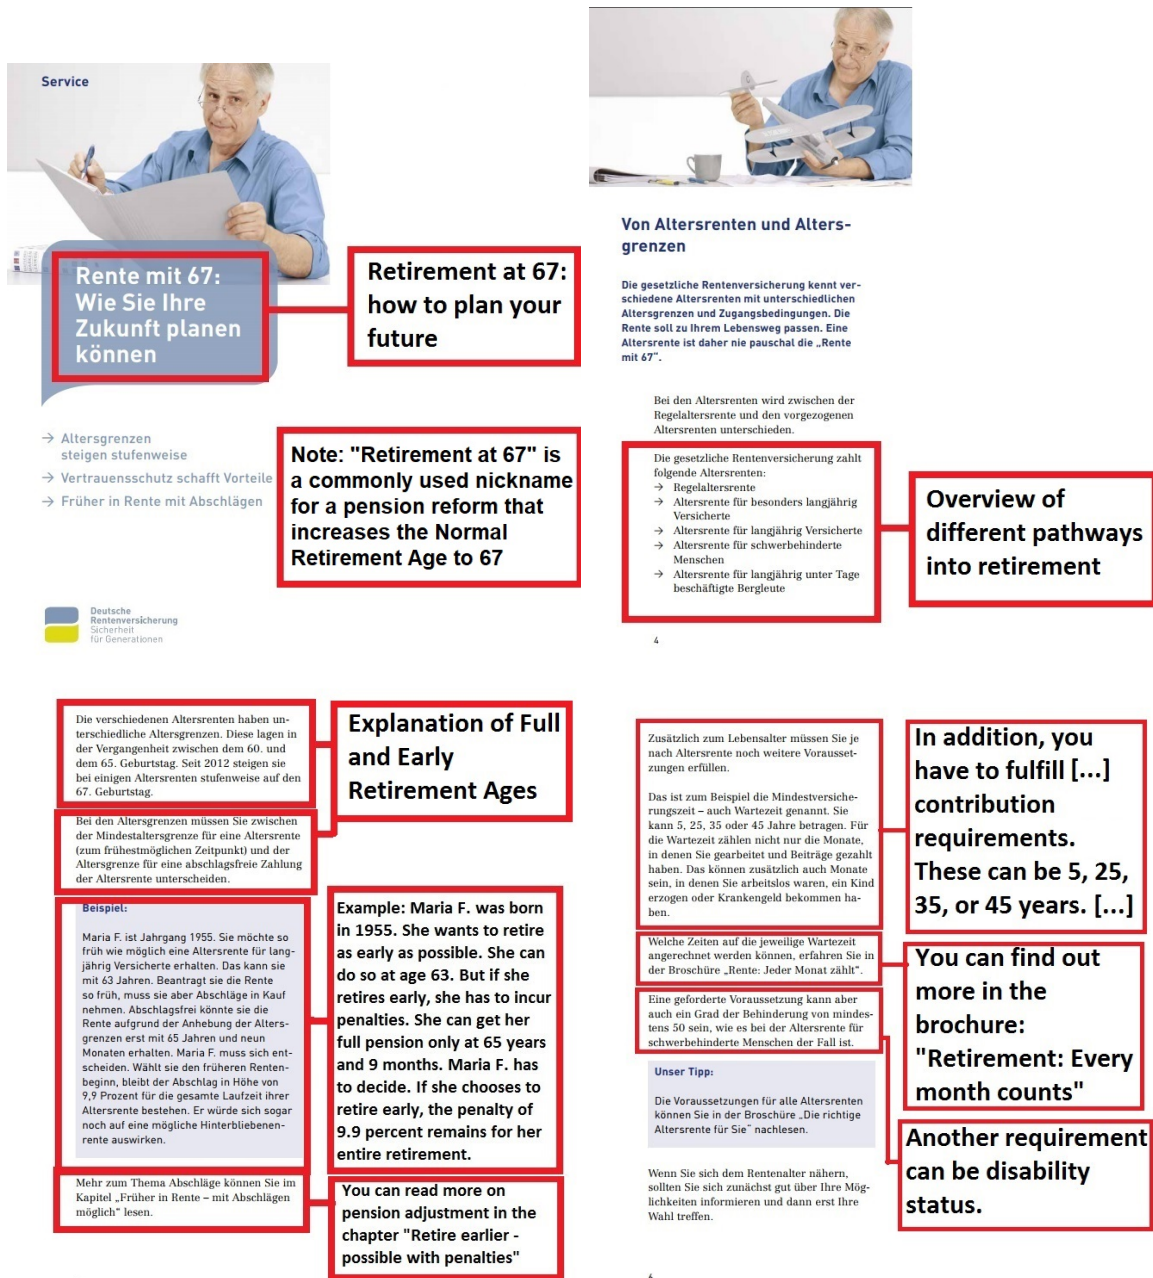 Service
Rente mit 67:
Wie Sie Ihre
Zukunft planen
können
Retirement at 67:
how to plan your
future
→ Altersgrenzen
steigen stufenweise
→ Vertrauensschutz schafft Vorteile
→ Früher in Rente mit Abschlägen
Note: "Retirement at 67" is
a commonly used nickname
for a pension reform that
increases the Normal
Retirement Age to 67
Deutsche
Rentenversicherung
Sicherheit
für Generationen
Von Altersrenten und Alters-
grenzen
Die gesetzliche Rentenversicherung kennt ver-
schiedene Altersrenten mit unterschiedlichen
Altersgrenzen und Zugangsbedingungen. Die
Rente soll zu Ihrem Lebensweg passen. Eine
Altersrente ist daher nie pauschal die „Rente
mit 67“.
Bei den Altersrenten wird zwischen der
Regelaltersrente und den vorgezogenen
Altersrenten unterschieden.
Die gesetzliche Rentenversicherung zahlt
folgende Altersrenten:
→ Regelaltersrente
→ Altersrente für besonders langjährig
Versicherte
→ Altersrente für langjährig Versicherte
→ Altersrente für schwerbehinderte
Menschen
→ Altersrente für langjährig unter Tage
beschäftigte Bergleute
Overview of
different pathways
into retirement
4
Die verschiedenen Altersrenten haben un-
terschiedliche Altersgrenzen. Diese lagen in
der Vergangenheit zwischen dem 60. und
dem 65. Geburtstag. Seit 2012 steigen sie
bei einigen Altersrenten stufenweise auf den
67. Geburtstag.
Explanation of Full
and Early
Retirement Ages
Bei den Altersgrenzen müssen Sie zwischen
der Mindestaltersgrenze für eine Altersrente
(zum frühestmöglichen Zeitpunkt) und der
Altersgrenze für eine abschlagsfreie Zahlung
der Altersrente unterscheiden.
Beispiel:
Maria F. ist Jahrgang 1955. Sie möchte so
früh wie möglich eine Altersrente für lang-
jährig Versicherte erhalten. Das kann sie
mit 63 Jahren. Beantragt sie die Rente
so früh, muss sie aber Abschläge in Kauf
nehmen. Abschlagsfrei könnte sie die
Rente aufgrund der Anhebung der Alters-
grenzen erst mit 65 Jahren und neun
Monaten erhalten. Maria F. muss sich ent-
scheiden. Wählt sie den früheren Renten-
beginn, bleibt der Abschlag in Höhe von
9,9 Prozent für die gesamte Laufzeit ihrer
Altersrente bestehen. Er würde sich sogar
noch auf eine mögliche Hinterbliebenen-
rente auswirken.
Example: Maria F. was born
in 1955. She wants to retire
as early as possible. She can
do so at age 63. But if she
retires early, she has to incur
penalties. She can get her
full pension only at 65 years
and 9 months. Maria F. has
to decide. If she chooses to
retire early, the penalty of
9.9 percent remains for her
entire retirement.
Mehr zum Thema Abschläge können Sie im
Kapitel „Früher in Rente – mit Abschlägen
möglich“ lesen.
You can read more on
pension adjustment in the
chapter "Retire earlier -
possible with penalties"
Zusätzlich zum Lebensalter müssen Sie je
nach Altersrente noch weitere Vorausset-
zungen erfüllen.
Das ist zum Beispiel die Mindestversiche-
rungszeit – auch Wartezeit genannt. Sie
kann 5, 25, 35 oder 45 Jahre betragen. Für
die Wartezeit zählen nicht nur die Monate,
in denen Sie gearbeitet und Beiträge gezahlt
haben. Das können zusätzlich auch Monate
sein, in denen Sie arbeitslos waren, ein Kind
erzogen oder Krankengeld bekommen ha-
ben.
In addition, you
have to fulfill [...]
contribution
requirements.
These can be 5, 25,
35, or 45 years. [...]
Welche Zeiten auf die jeweilige Wartezeit
angerechnet werden können, erfahren Sie in
der Broschüre „Rente: Jeder Monat zählt“.
You can find out
more in the
brochure:
"Retirement: Every
month counts"
Eine geforderte Voraussetzung kann aber
auch ein Grad der Behinderung von mindes-
tens 50 sein, wie es bei der Altersrente für
schwerbehinderte Menschen der Fall ist.
Another requirement
can be disability
status.
Unser Tipp:
Die Voraussetzungen für alle Altersrenten
können Sie in der Broschüre „Die richtige
Altersrente für Sie“ nachlesen.
Wenn Sie sich dem Rentenalter nähern,
sollten Sie sich zunächst gut über Ihre Mög-
lichkeiten informieren und dann erst Ihre
Wahl treffen.